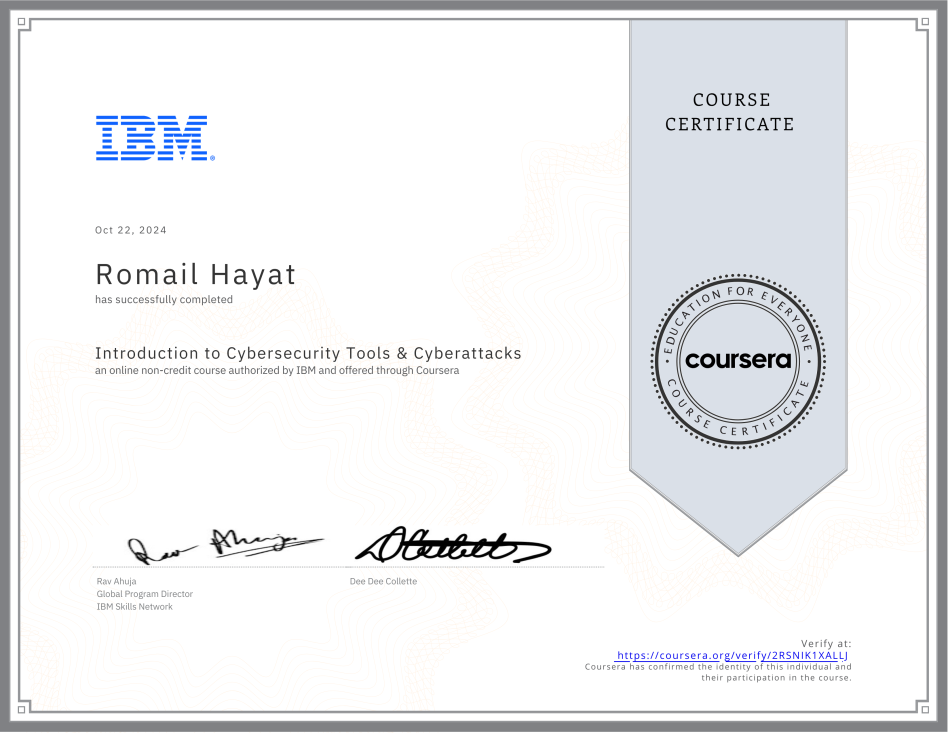 COURSE
CERTIFICATE
IBM®
Oct 22, 2024
Romail Hayat
has successfully completed
Introduction to Cybersecurity Tools & Cyberattacks
an online non-credit course authorized by IBM and offered through Coursera
EDUCATION FOR EVERYONE
coursera
COURSE CERTIFICATE
Rav Ahuja
Rav Ahuja
Global Program Director
IBM Skills Network
DCollette
Dee Dee Collette
Verify at:
https://coursera.org/verify/2RSNIK1XALLJ
Coursera has confirmed the identity of this individual and
their participation in the course.